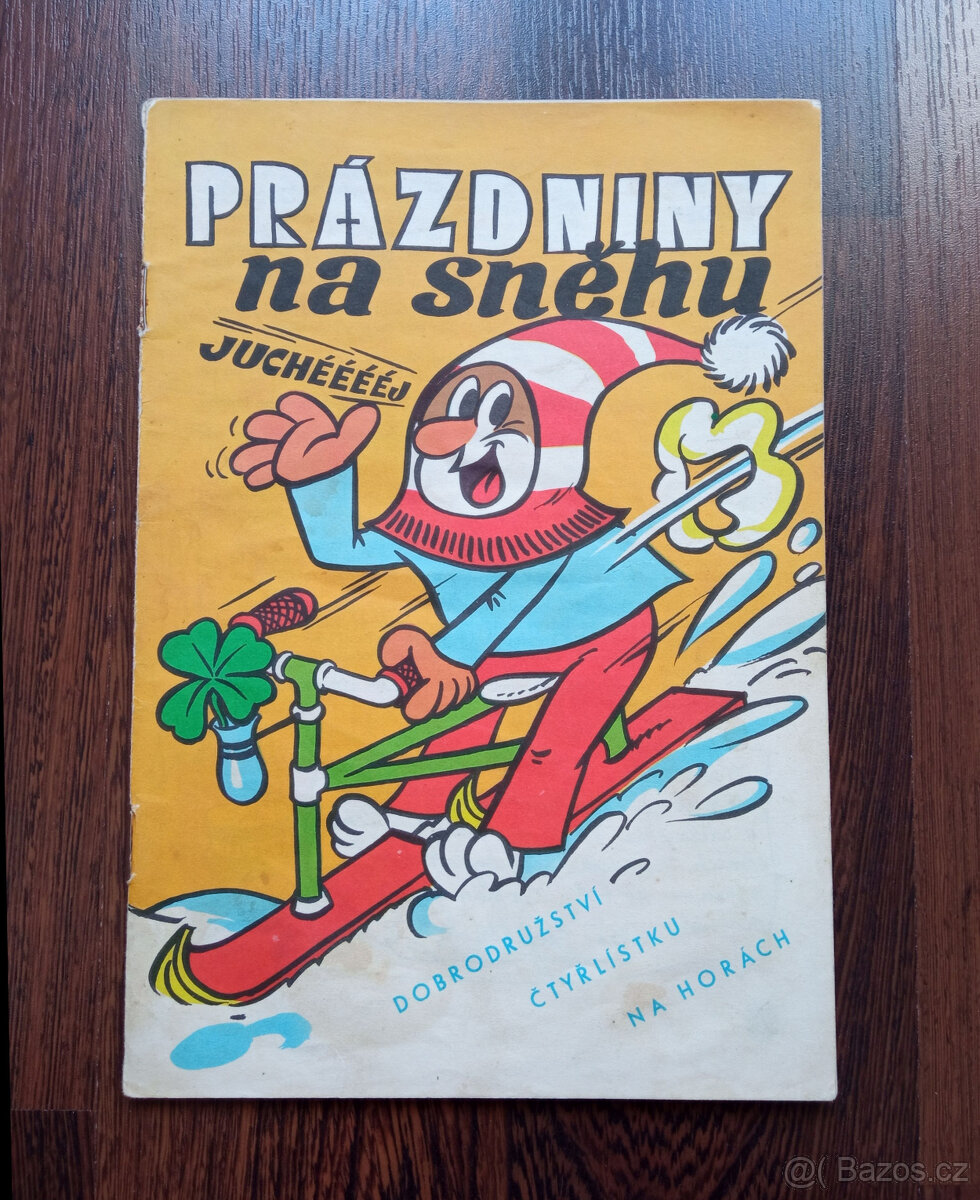 PRÁZDNINY
na sněhu
JUCHÉÉÉÉJ
DOBRODRUŽSTVÍ
ČTYŘLÍSTKU
NA HORÁCH
@( Bazos.cz